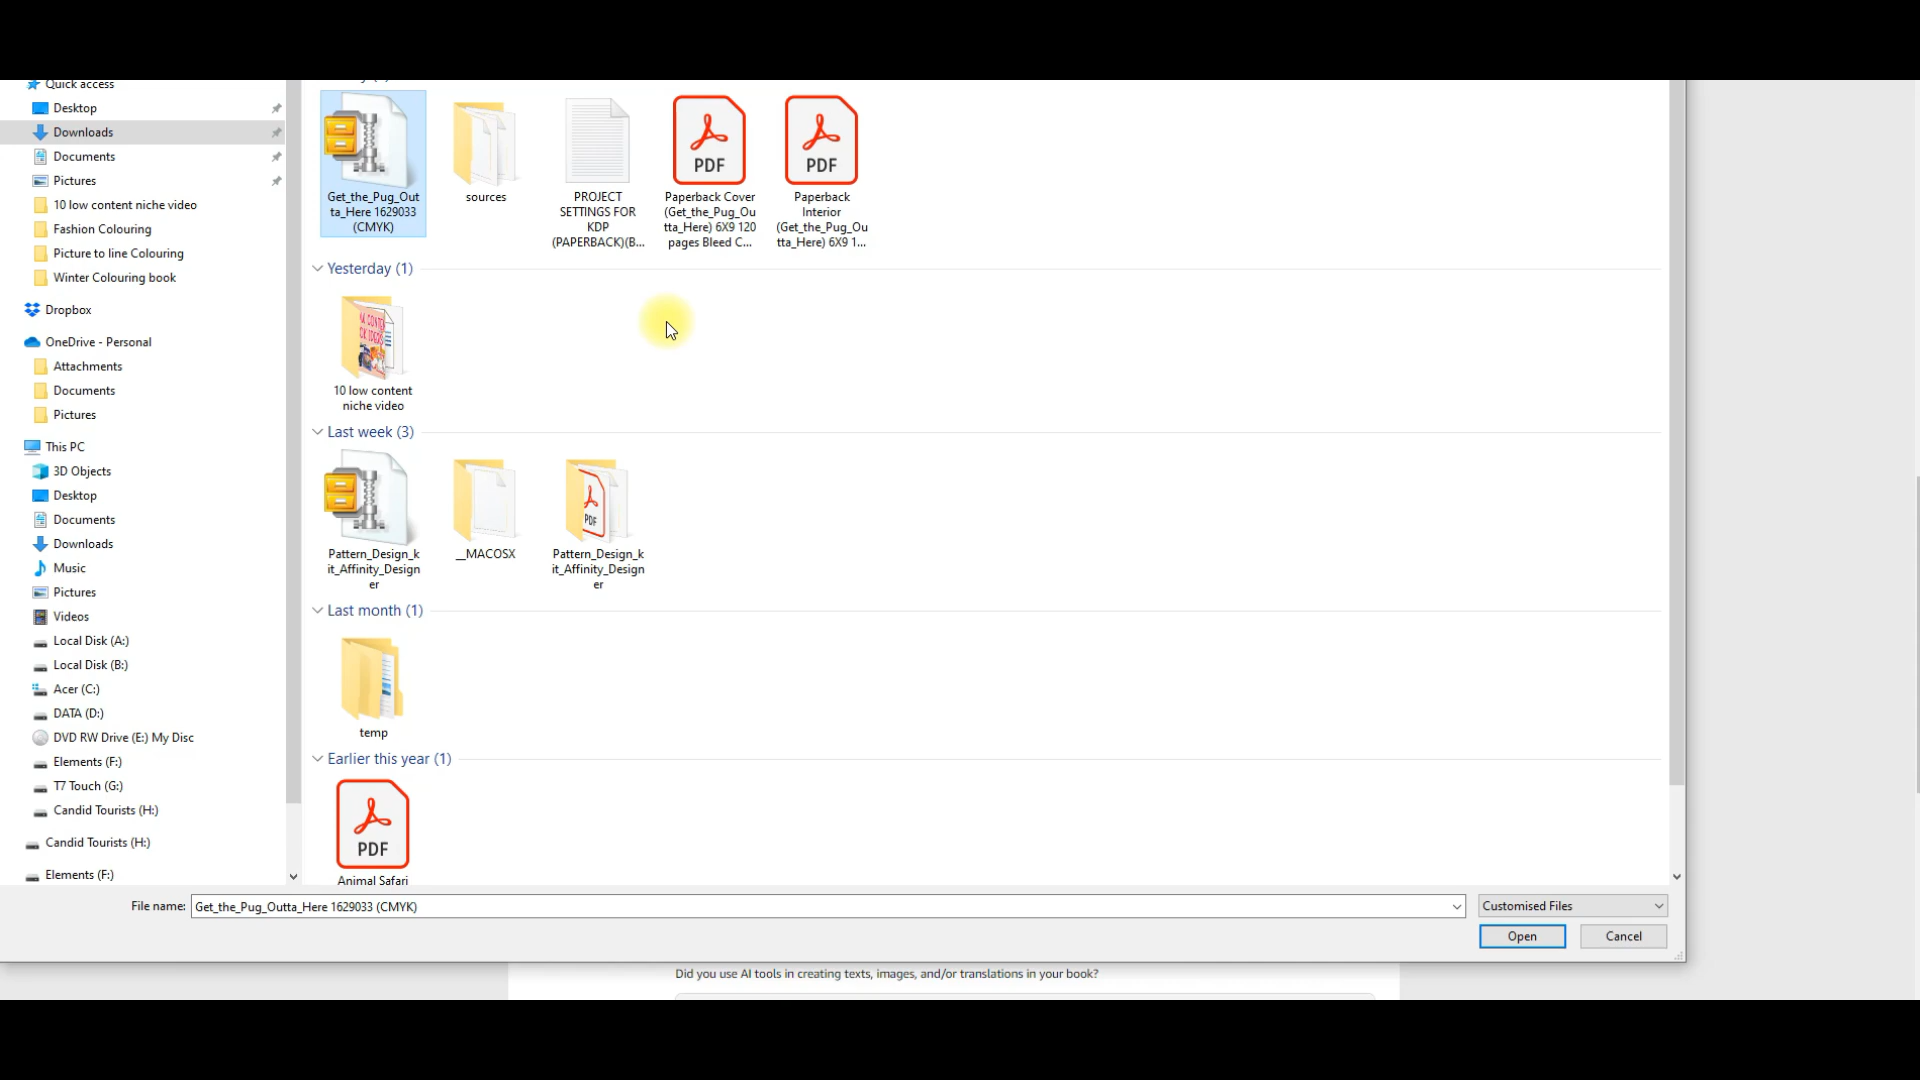 Quick access
Desktop
Downloads
Documents
Pictures
10 low content niche video
Fashion Colouring
Picture to line Colouring
Winter Colouring book
Dropbox
OneDrive - Personal
Attachments
Documents
Pictures
This PC
3D Objects
Desktop
Documents
Downloads
Music
Pictures
Videos
Local Disk (A:)
Local Disk (B:)
Acer (C:)
DATA (D:)
DVD RW Drive (E:) My Disc
Elements (F:)
T7 Touch (G:)
Candid Tourists (H:)
Candid Tourists (H:)
Elements (F:)
Get_the_Pug_Out
ta_Here 1629033
(CMYK)
sources
PROJECT
SETTINGS FOR
KDP
(PAPERBACK)(B...
PDF
Paperback Cover
(Get_the_Pug_Ou
tta_Here) 6X9 120
pages Bleed C...
PDF
Paperback
Interior
(Get_the_Pug_Ou
tta_Here) 6X9 1...
Yesterday (1)
10 low content
niche video
Last week (3)
Pattern_Design_k
it_Affinity_Design
er
__MACOSX
PDF
Pattern_Design_k
it_Affinity_Design
er
Last month (1)
temp
Earlier this year (1)
PDF
Animal Safari
File name:
Get_the_Pug_Outta_Here 1629033 (CMYK)
Customised Files
Open
Cancel
Did you use AI tools in creating texts, images, and/or translations in your book?